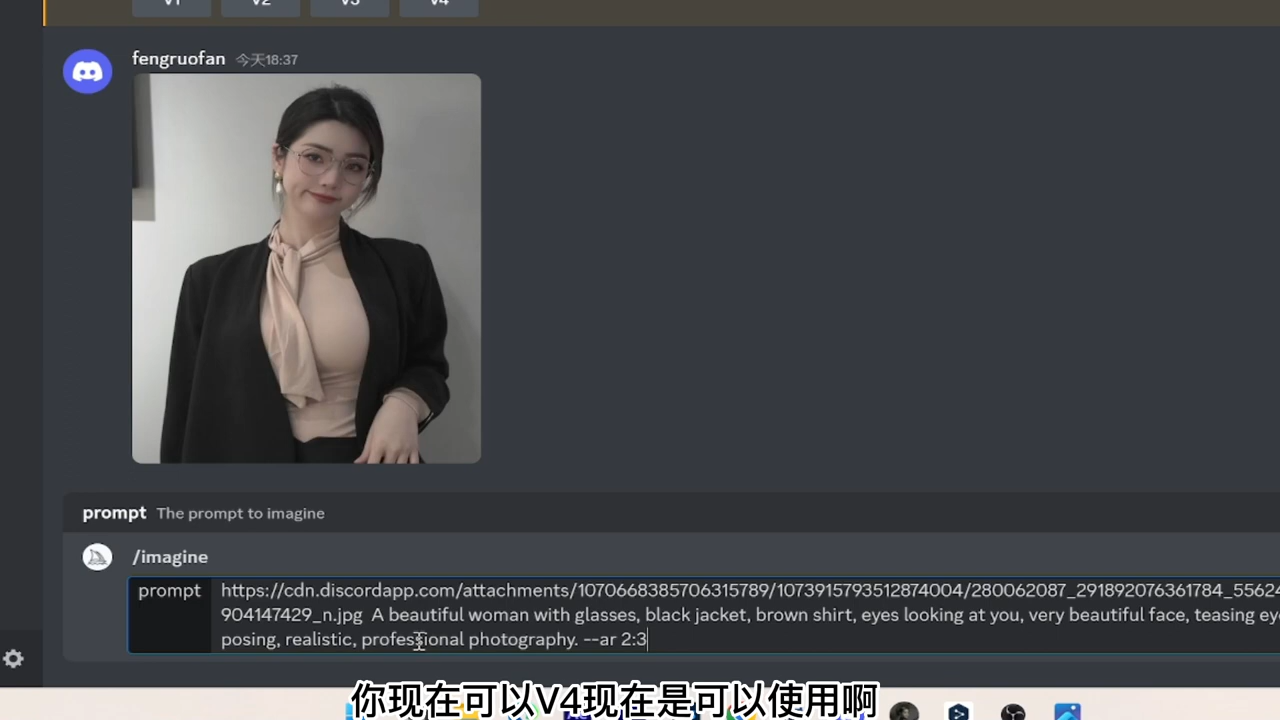 V1 V2 V3 V4
fengruofan 今天18:37
prompt The prompt to imagine
/imagine
prompt https://cdn.discordapp.com/attachments/1070668385706315789/1073915793512874004/280062087_291892076361784_55624
904147429_n.jpg A beautiful woman with glasses, black jacket, brown shirt, eyes looking at you, very beautiful face, teasing eye
posing, realistic, professional photography. --ar 2:3
你现在可以V4现在是可以使用啊